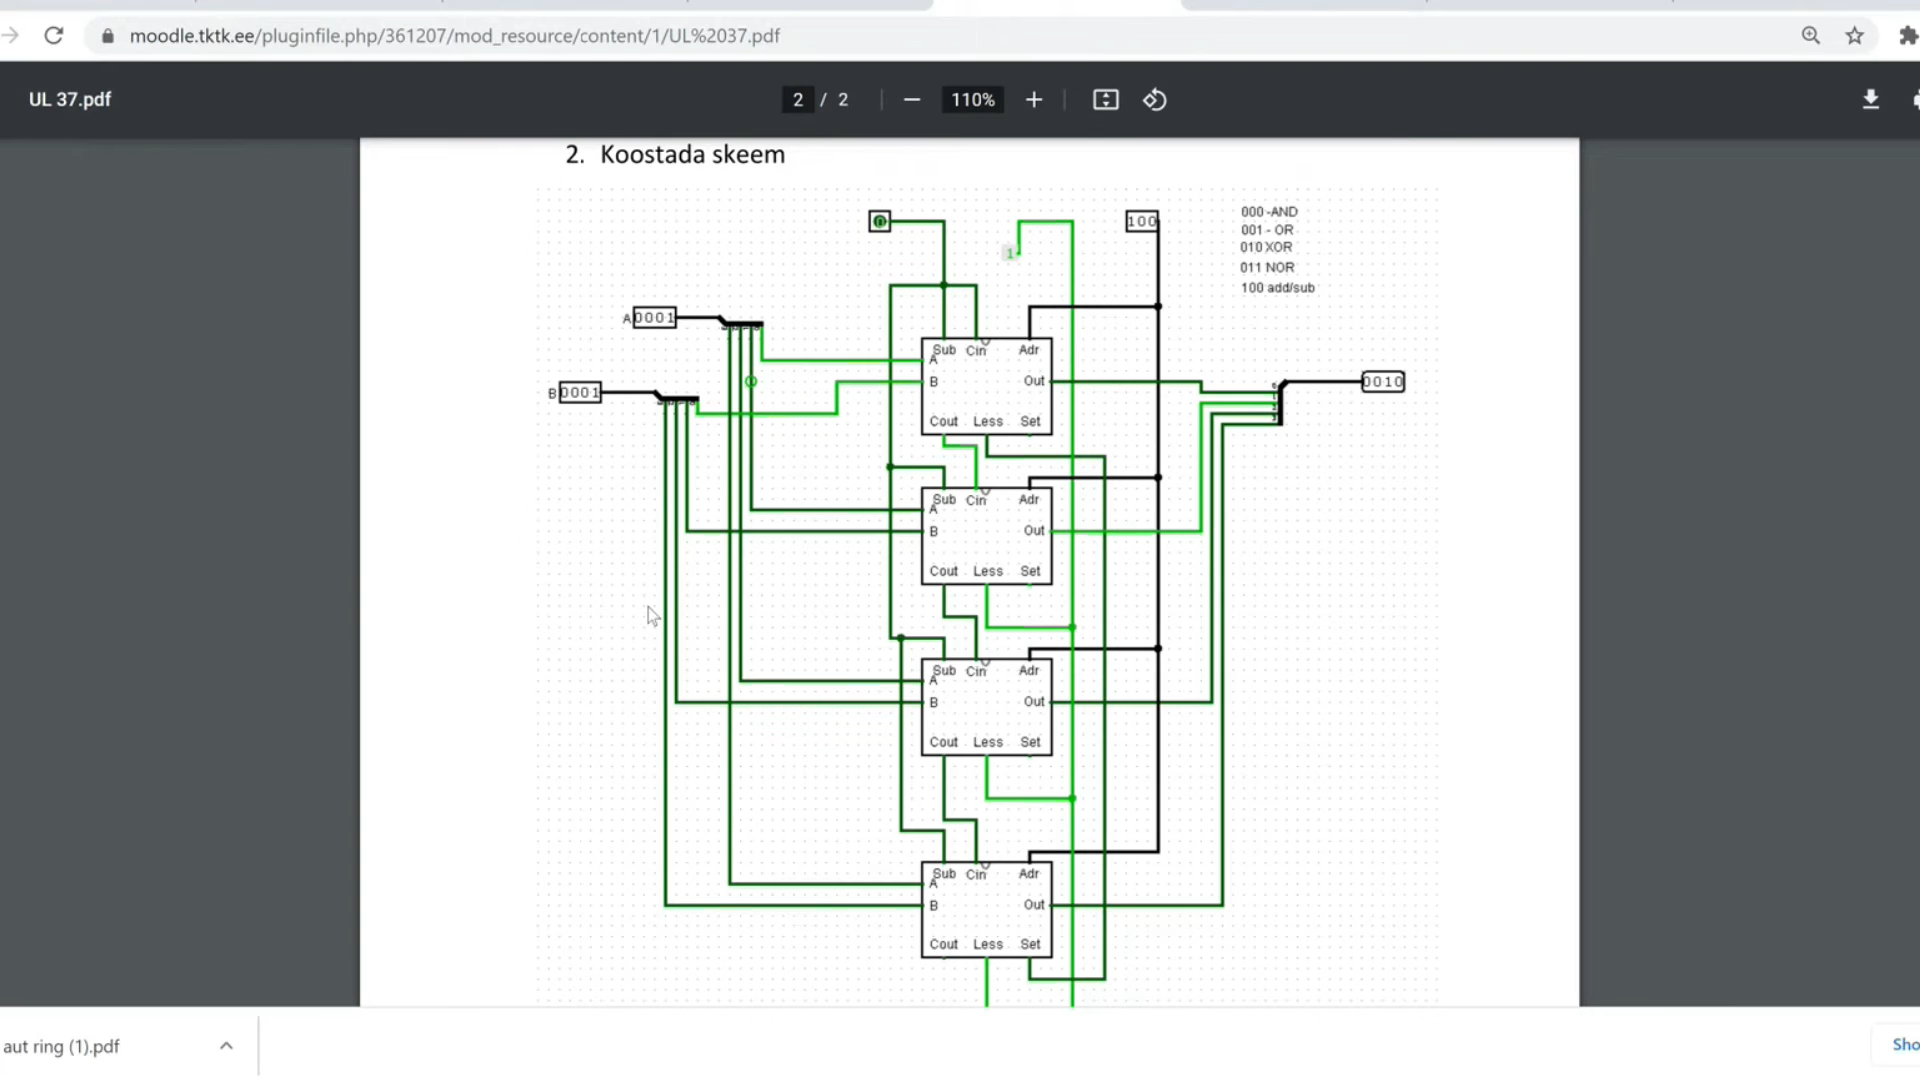 moodle.tktk.ee/pluginfile.php/361207/mod_resource/content/1/UL%2037.pdf
UL 37.pdf
2 / 2
110%
2. Koostada skeem
0
1
100
000 -AND
001 - OR
010 XOR
011 NOR
100 add/sub
A 0001
B 0001
0010
Sub Cin Adr
A
B Out
Cout Less Set
Sub Cin Adr
A
B Out
Cout Less Set
Sub Cin Adr
A
B Out
Cout Less Set
Sub Cin Adr
A
B Out
Cout Less Set
aut ring (1).pdf
Sho